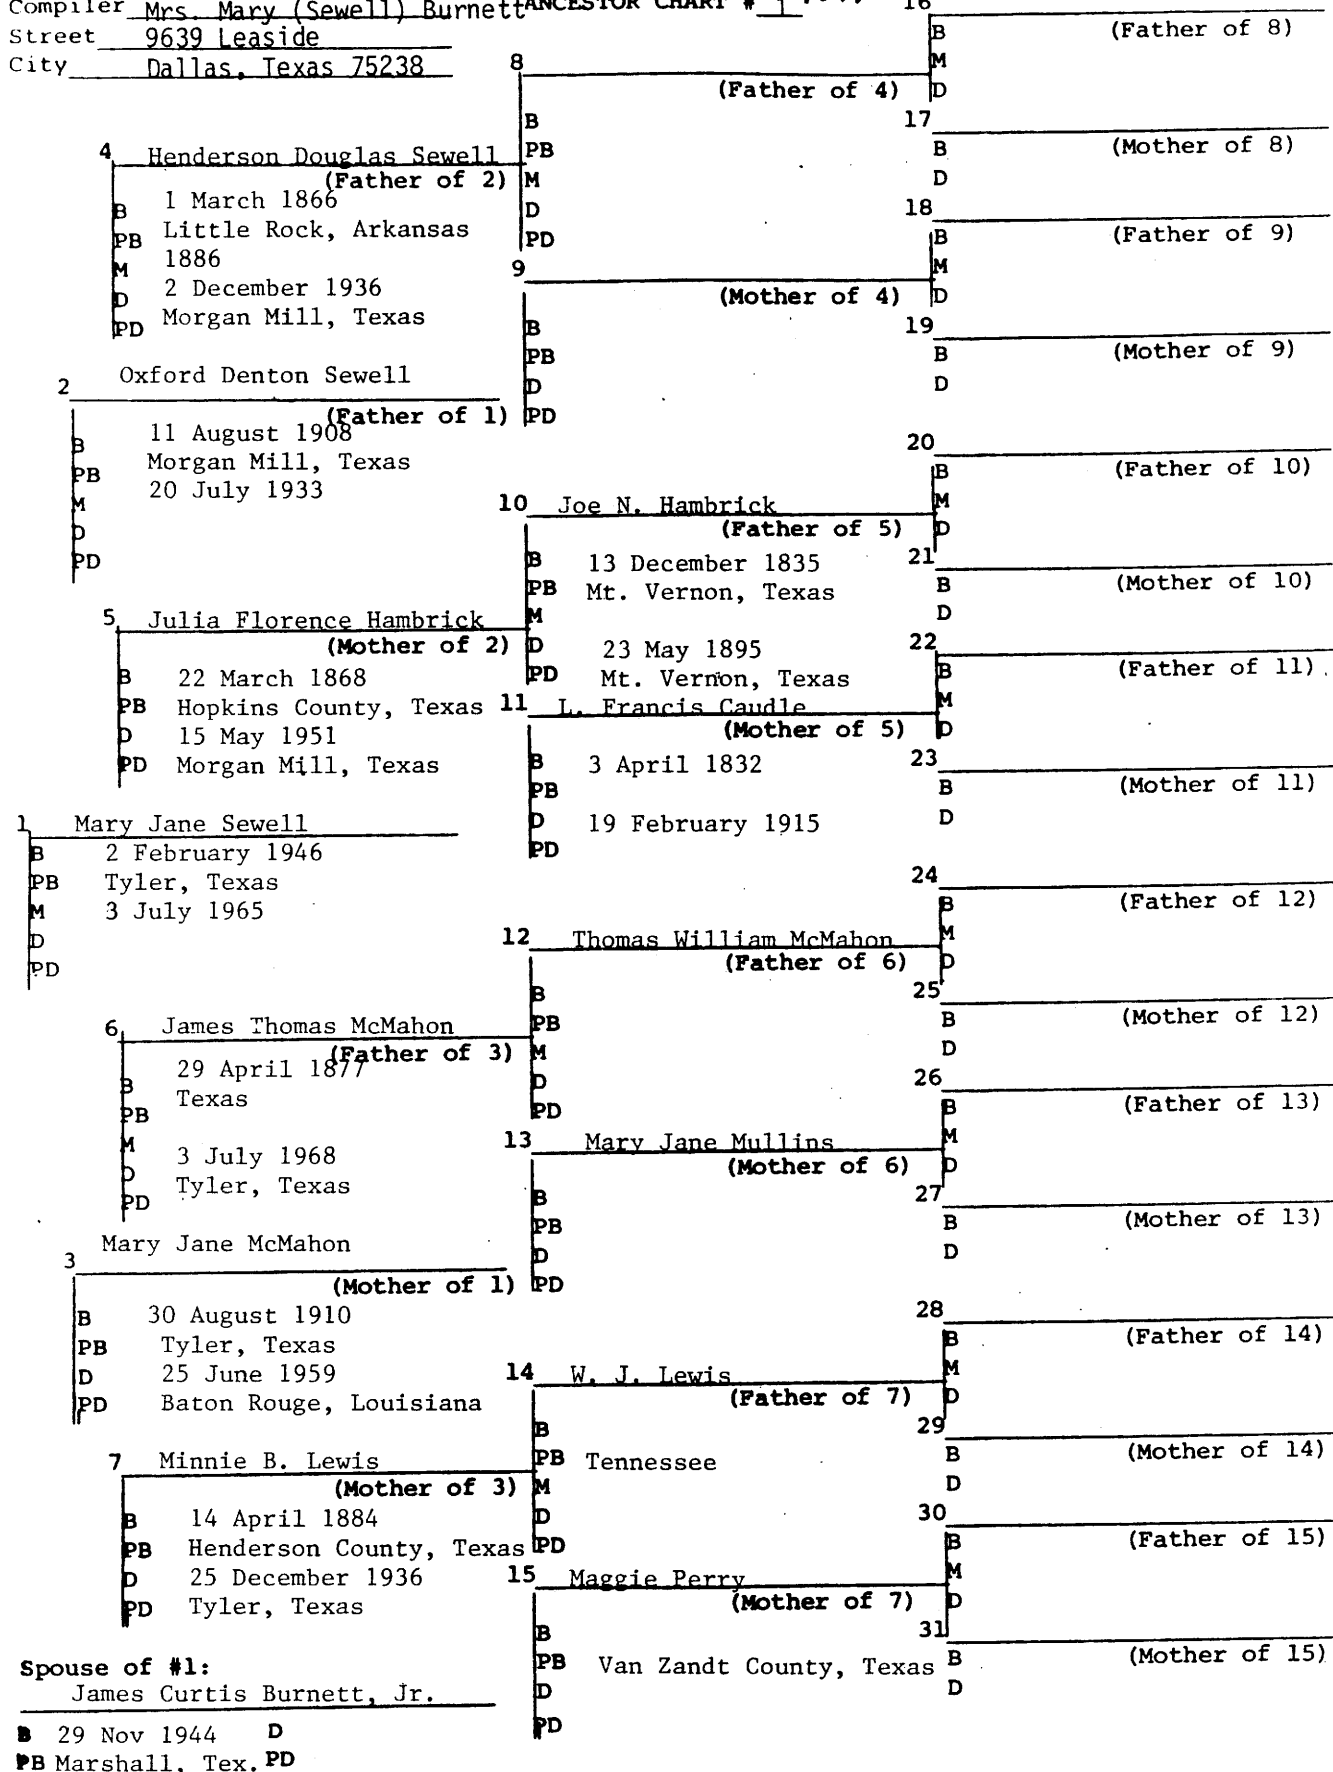 Compiler Mrs. Mary (Sewell) Burnett ANCESTOR CHART # 1
Street 9639 Leaside
City Dallas, Texas 75238
4 Henderson Douglas Sewell
(Father of 2)
B 1 March 1866
PB Little Rock, Arkansas
M 1886
D 2 December 1936
PD Morgan Mill, Texas
2 Oxford Denton Sewell
(Father of 1)
B 11 August 1908
PB Morgan Mill, Texas
M 20 July 1933
D
PD
5 Julia Florence Hambrick
(Mother of 2)
B 22 March 1868
PB Hopkins County, Texas
D 15 May 1951
PD Morgan Mill, Texas
1 Mary Jane Sewell
B 2 February 1946
PB Tyler, Texas
M 3 July 1965
D
PD
6 James Thomas McMahon
(Father of 3)
B 29 April 1877
PB Texas
M
D 3 July 1968
PD Tyler, Texas
3 Mary Jane McMahon
(Mother of 1)
B 30 August 1910
PB Tyler, Texas
D 25 June 1959
PD Baton Rouge, Louisiana
7 Minnie B. Lewis
(Mother of 3)
B 14 April 1884
PB Henderson County, Texas
D 25 December 1936
PD Tyler, Texas
Spouse of #1:
James Curtis Burnett, Jr.
B 29 Nov 1944 D
PB Marshall, Tex. PD
8
(Father of 4)
B
PB
M
D
PD
9
(Mother of 4)
B
PB
D
PD
10 Joe N. Hambrick
(Father of 5)
B 13 December 1835
PB Mt. Vernon, Texas
M
D 23 May 1895
PD Mt. Vernon, Texas
11 L. Francis Caudle
(Mother of 5)
B 3 April 1832
PB
D 19 February 1915
PD
12 Thomas William McMahon
(Father of 6)
B
PB
M
D
PD
13 Mary Jane Mullins
(Mother of 6)
B
PB
D
PD
14 W. J. Lewis
(Father of 7)
B
PB Tennessee
M
D
PD
15 Maggie Perry
(Mother of 7)
B
PB Van Zandt County, Texas
D
PD
16
B (Father of 8)
M
D
17
B (Mother of 8)
D
18
B (Father of 9)
M
D
19
B (Mother of 9)
D
20
B (Father of 10)
M
D
21
B (Mother of 10)
D
22
B (Father of 11)
M
D
23
B (Mother of 11)
D
24
B (Father of 12)
M
D
25
B (Mother of 12)
D
26
B (Father of 13)
M
D
27
B (Mother of 13)
D
28
B (Father of 14)
M
D
29
B (Mother of 14)
D
30
B (Father of 15)
M
D
31
B (Mother of 15)
D